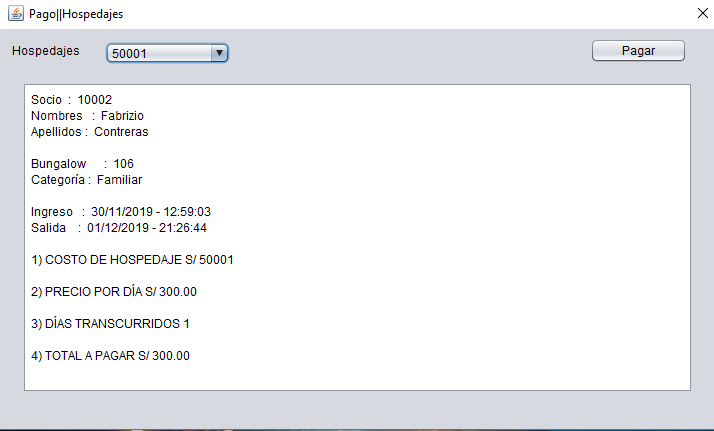 Pago||Hospedajes
Hospedajes 50001 Pagar
Socio : 10002
Nombres : Fabrizio
Apellidos : Contreras
Bungalow : 106
Categoría : Familiar
Ingreso : 30/11/2019 - 12:59:03
Salida : 01/12/2019 - 21:26:44
1) COSTO DE HOSPEDAJE S/ 50001
2) PRECIO POR DÍA S/ 300.00
3) DÍAS TRANSCURRIDOS 1
4) TOTAL A PAGAR S/ 300.00